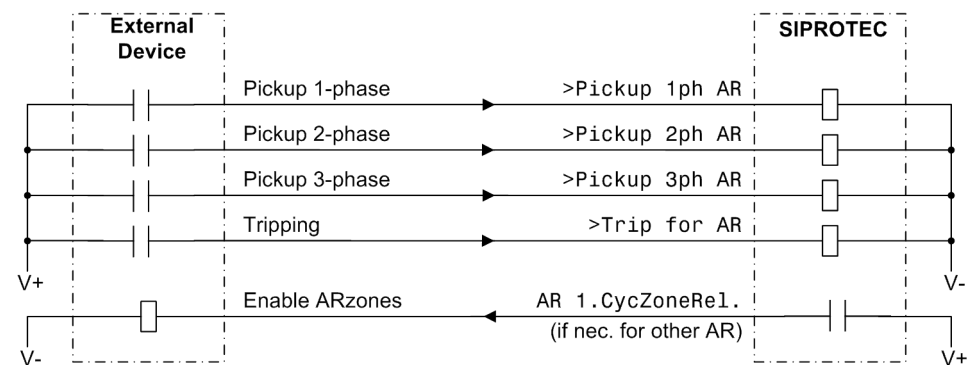 External
Device
SIPROTEC
Pickup 1-phase >Pickup 1ph AR
Pickup 2-phase >Pickup 2ph AR
Pickup 3-phase >Pickup 3ph AR
Tripping >Trip for AR
V+ V-
Enable ARzones AR 1.CycZoneRel.
(if nec. for other AR)
V- V+